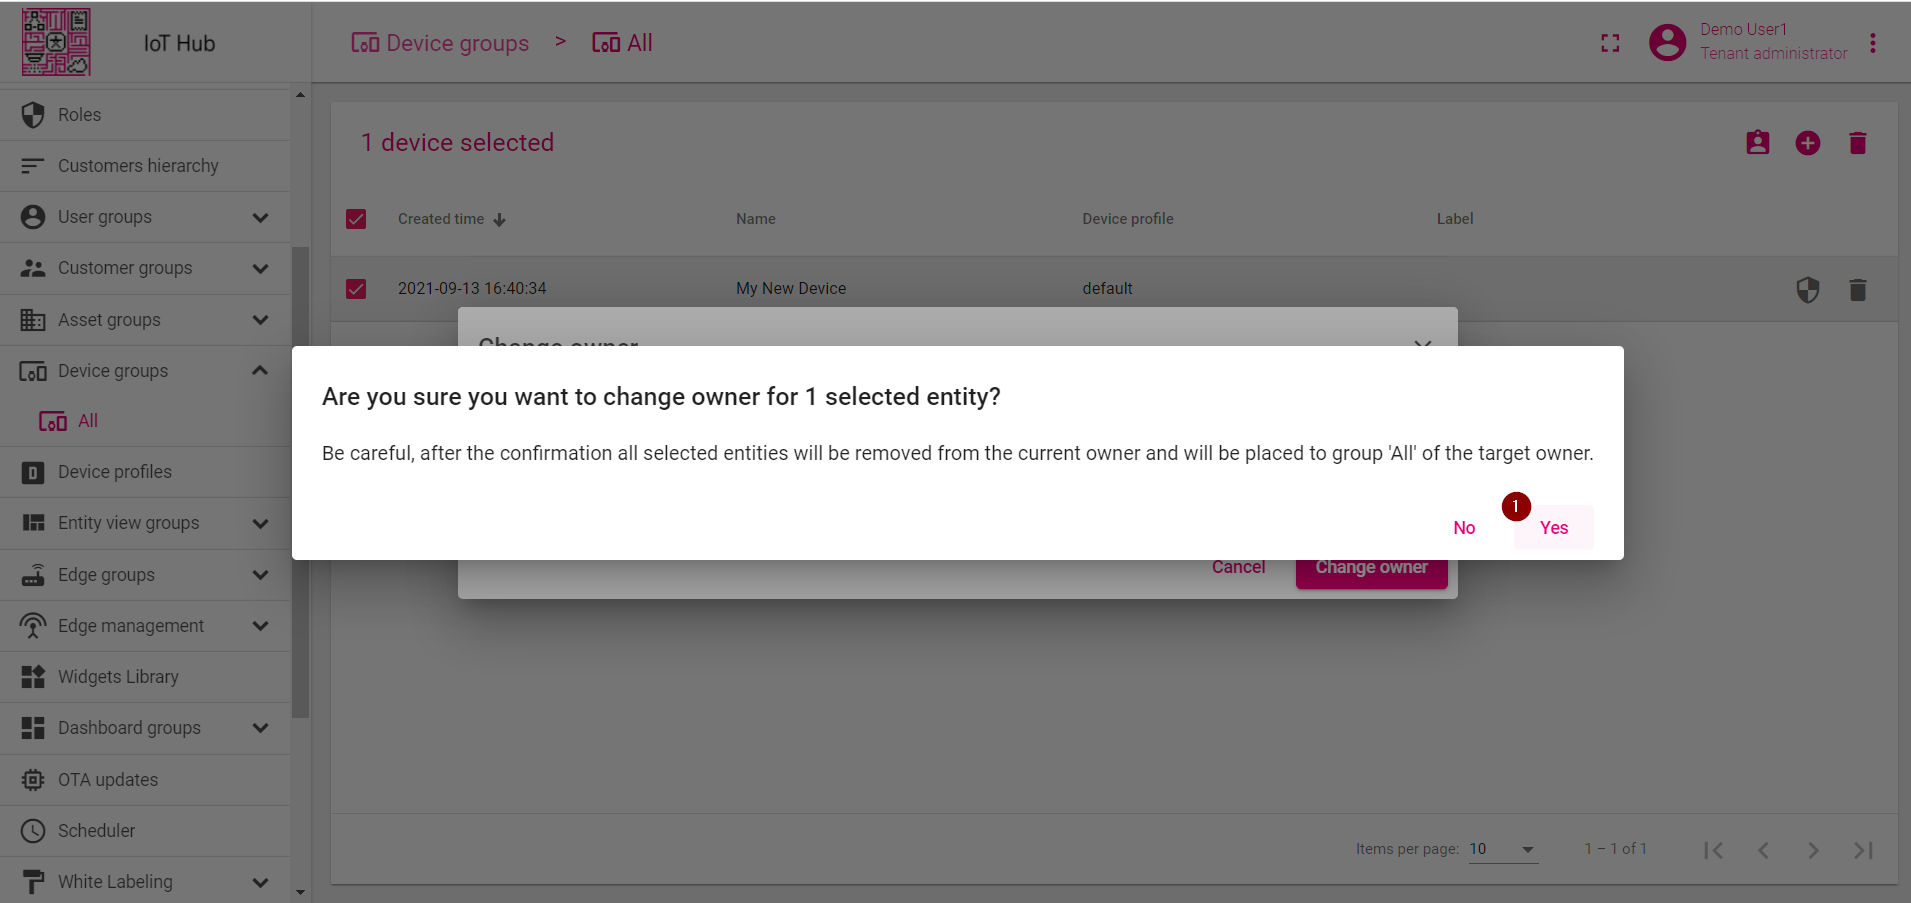 IoT Hub
Device groups > All
Demo User1
Tenant administrator
Roles
Customers hierarchy
User groups
Customer groups
Asset groups
Device groups
All
Device profiles
Entity view groups
Edge groups
Edge management
Widgets Library
Dashboard groups
OTA updates
Scheduler
White Labeling
1 device selected
Created time Name Device profile Label
2021-09-13 16:40:34 My New Device default
Change owner
Are you sure you want to change owner for 1 selected entity?
Be careful, after the confirmation all selected entities will be removed from the current owner and will be placed to group 'All' of the target owner.
1
No Yes
Cancel Change owner
Items per page: 10 1 – 1 of 1